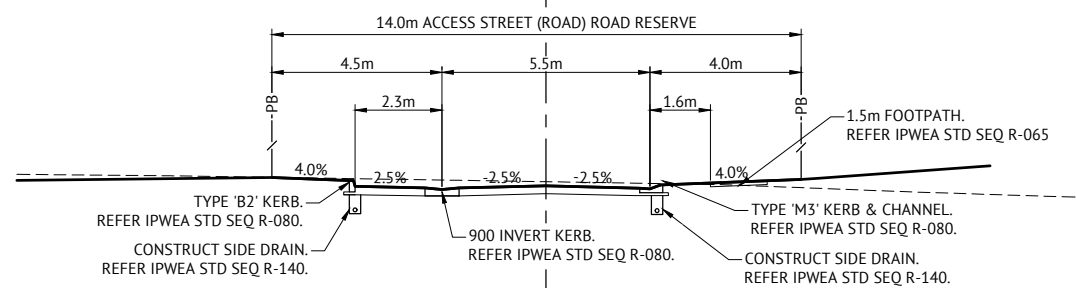 14.0m ACCESS STREET (ROAD) ROAD RESERVE
4.5m
5.5m
4.0m
2.3m
1.6m
PB
PB
1.5m FOOTPATH.
REFER IPWEA STD SEQ R-065
4.0%
2.5%
-2.5%
-2.5%
4.0%
TYPE 'B2' KERB.
REFER IPWEA STD SEQ R-080.
CONSTRUCT SIDE DRAIN.
REFER IPWEA STD SEQ R-140.
900 INVERT KERB.
REFER IPWEA STD SEQ R-080.
TYPE 'M3' KERB & CHANNEL.
REFER IPWEA STD SEQ R-080.
CONSTRUCT SIDE DRAIN.
REFER IPWEA STD SEQ R-140.